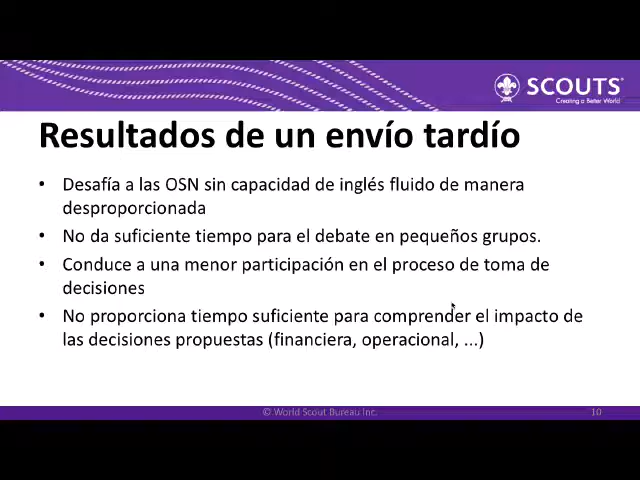 SCOUTS
Creating a Better World
Resultados de un envío tardío
• Desafía a las OSN sin capacidad de inglés fluido de manera
desproporcionada
• No da suficiente tiempo para el debate en pequeños grupos.
• Conduce a una menor participación en el proceso de toma de
decisiones
• No proporciona tiempo suficiente para comprender el impacto de
las decisiones propuestas (financiera, operacional, ...)
© World Scout Bureau Inc.
10